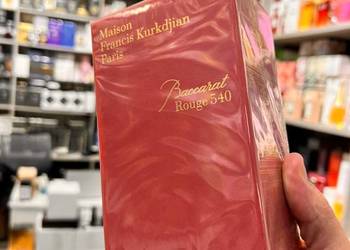 Maison
Francis Kurkdjian
Paris
Baccarat
Rouge 540